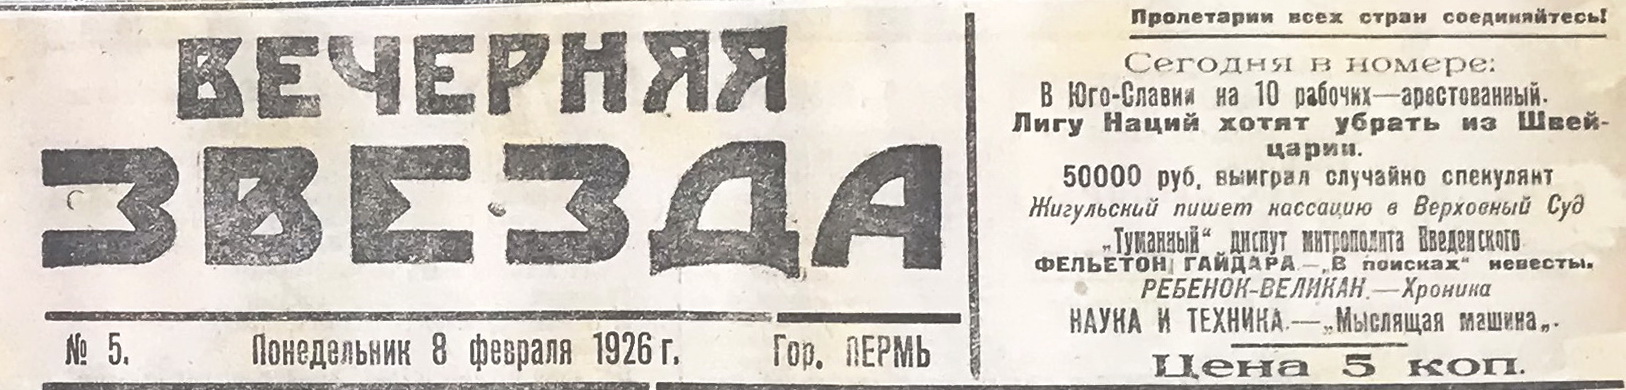 ВЕЧЕРНЯЯ
ЗВЕЗДА
№ 5. Понедельник 8 февраля 1926 г. Гор. ПЕРМЬ
Пролетарии всех стран соединяйтесь!
Сегодня в номере:
В Юго-Славии на 10 рабочих—арестованный.
Лигу Наций хотят убрать из Швей-
царии.
50000 руб, выиграл случайно спекулянт
Жигульский пишет кассацию в Верховный Суд
„Туманный“ диспут митрополита Введенского
ФЕЛЬЕТОН ГАЙДАРА.—„В поисках“ невесты.
РЕБЕНОК-ВЕЛИКАН.—Хроника
НАУКА И ТЕХНИКА.—„Мыслящая машина„.
Цена 5 коп.